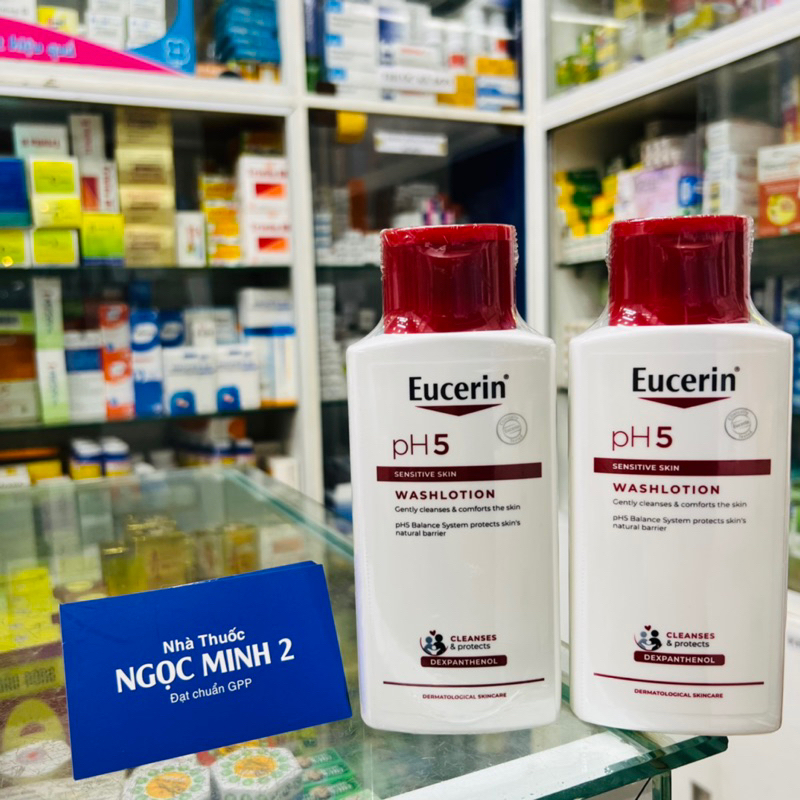 hiệu quả
Nhà Thuốc
NGỌC MINH 2
Đạt chuẩn GPP
Eucerin®
pH5
SENSITIVE SKIN
WASHLOTION
Gently cleanses & comforts the skin
pH5 Balance System protects skin's
natural barrier
CLEANSES
& protects
DEXPANTHENOL
DERMATOLOGICAL SKINCARE
Eucerin®
pH5
SENSITIVE SKIN
WASHLOTION
Gently cleanses & comforts the skin
pH5 Balance System protects skin's
natural barrier
CLEANSES
& protects
DEXPANTHENOL
DERMATOLOGICAL SKINCARE